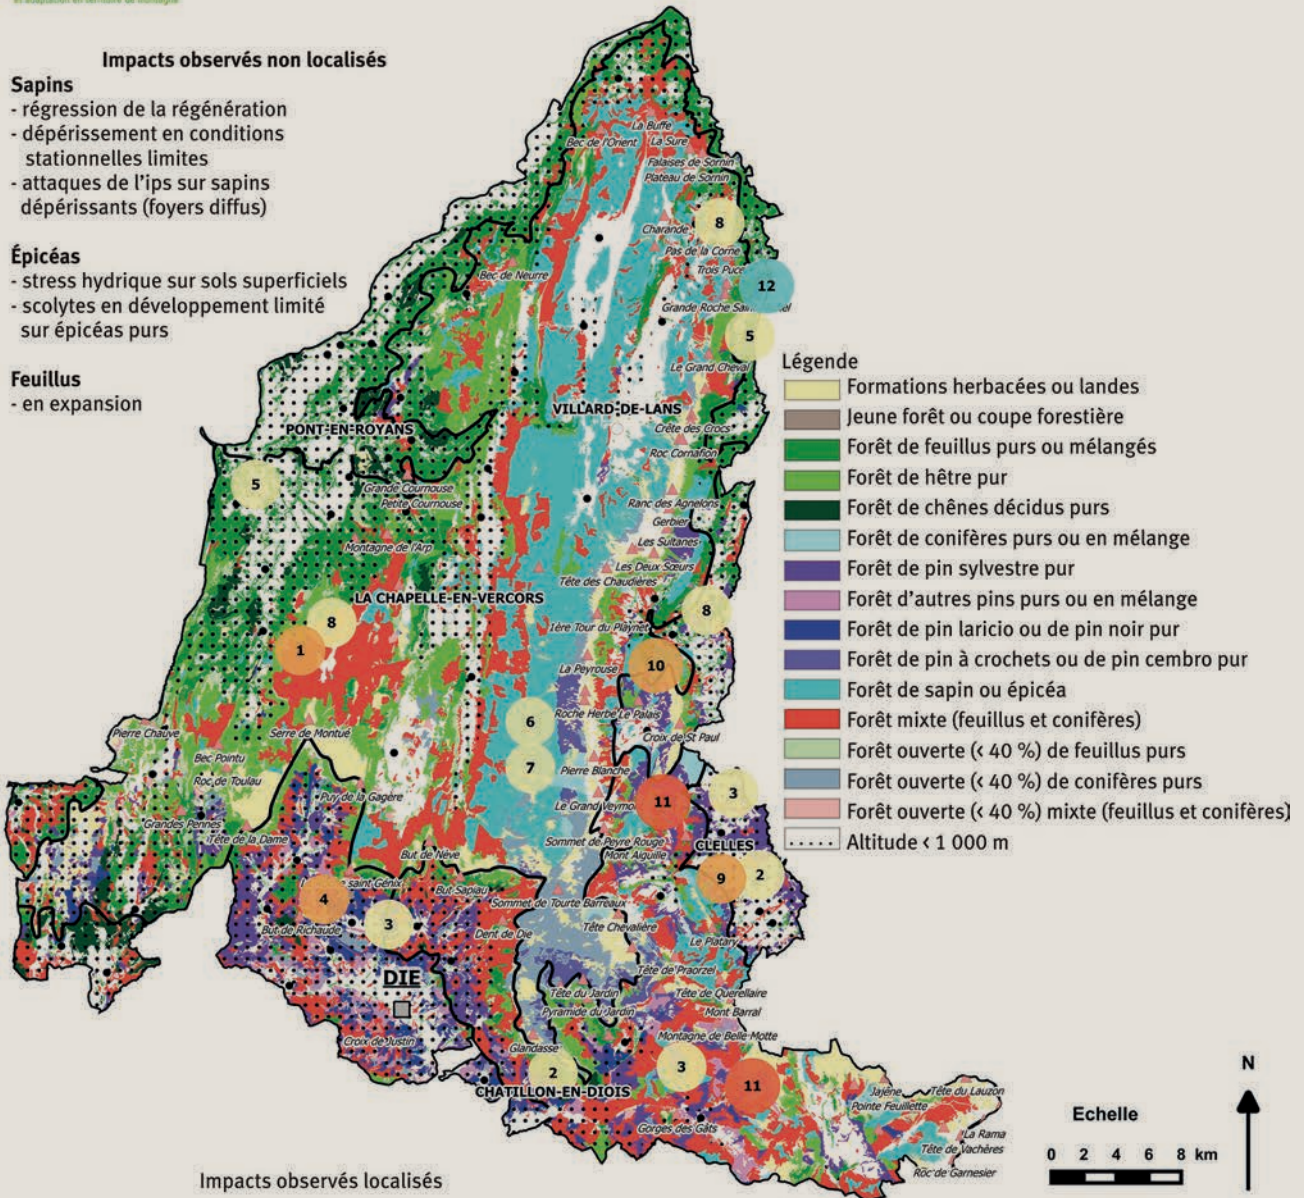 et adaptation en territoire de montagne
Impacts observés non localisés
Sapins
- régression de la régénération
- dépérissement en conditions
stationnelles limites
- attaques de l'ips sur sapins
dépérissants (foyers diffus)
Épicéas
- stress hydrique sur sols superficiels
- scolytes en développement limité
sur épicéas purs
Feuillus
- en expansion
La Buffe
Bec de l'Orient
La Sure
Falaises de Sornin
Plateau de Sornin
8
Charande
Pas de la Corne
Bec de Neurre
Trois Puce
12
Grande Roche Sain
5
Le Grand Cheval
VILLARD-DE-LANS
PONT-EN-ROYANS
Crête des Crocs
Roc Cornafion
5
Grande Cournouse
Petite Cournouse
Ranc des Agnelons
Gerbier
Montagne de l'Arp
Les Sultanes
Les Deux Sœurs
Tête des Chaudières
LA CHAPELLE-EN-VERCORS
8
8
1ère Tour du Playnet
1
10
La Peyrouse
6
Roche Herbe
Le Palais
Pierre Chauve
Serre de Montué
Croix de St Paul
Bec Pointu
7
Pierre Blanche
Roc de Toulau
Puy de la Gagère
11
3
Le Grand Veymo
Grandes Pennes
Tête de la Dame
Sommet de Peyre Rouge
CLELLES
But de Nève
Mont Aiguille
9
2
saint Génix
But Sapiau
4
Sommet de Tourte Barreaux
3
But de Richaude
Dent de Die
Tête Chevalière
Le Platary
DIE
Tête de Praorzel
Tête du Jardin
Tête de Querellaire
Pyramide du Jardin
Mont Barral
Croix de Justin
Montagne de Belle Motte
Glandasse
2
3
11
CHATILLON-EN-DIOIS
Jajène
Tête du Lauzon
Pointe Feuillette
Gorges des Gâts
La Rama
Tête de Vachères
Roc de Garnesier
Légende
Formations herbacées ou landes
Jeune forêt ou coupe forestière
Forêt de feuillus purs ou mélangés
Forêt de hêtre pur
Forêt de chênes décidus purs
Forêt de conifères purs ou en mélange
Forêt de pin sylvestre pur
Forêt d'autres pins purs ou en mélange
Forêt de pin laricio ou de pin noir pur
Forêt de pin à crochets ou de pin cembro pur
Forêt de sapin ou épicéa
Forêt mixte (feuillus et conifères)
Forêt ouverte (< 40 %) de feuillus purs
Forêt ouverte (< 40 %) de conifères purs
Forêt ouverte (< 40 %) mixte (feuillus et conifères)
Altitude < 1 000 m
N
Echelle
0 2 4 6 8 km
Impacts observés localisés